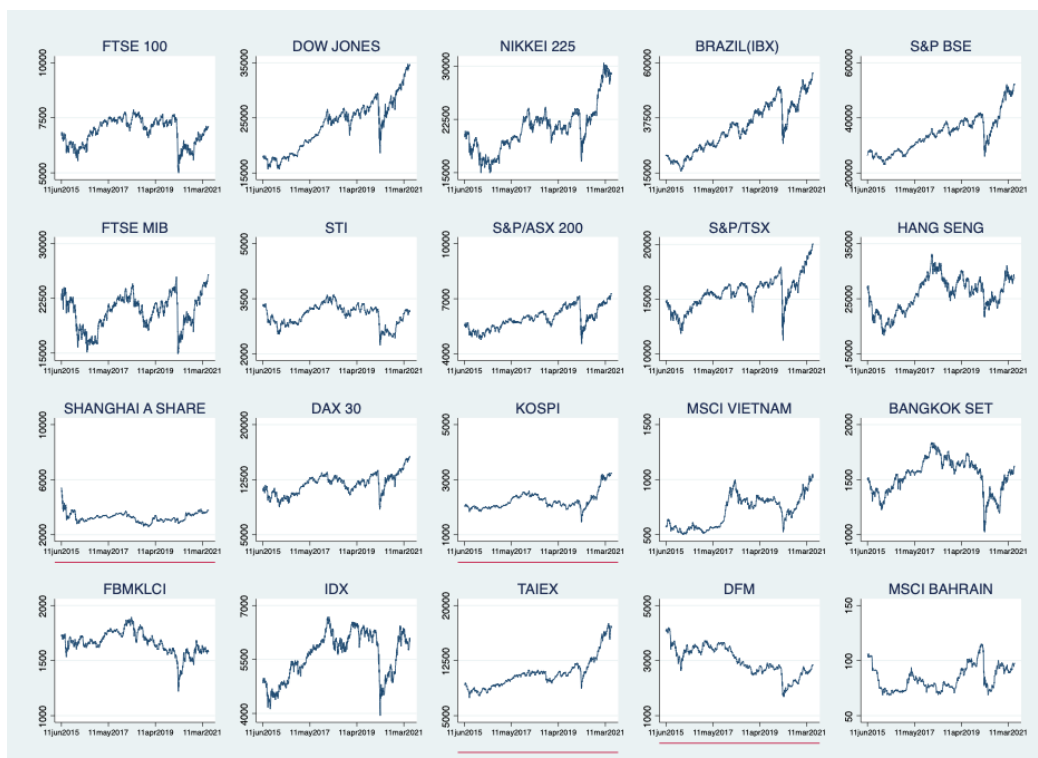 FTSE 100 DOW JONES NIKKEI 225 BRAZIL(IBX) S&P BSE
10000 7500 5000 35000 25000 15000 30000 22500 15000 60000 37500 15000 60000 40000 20000
11jun2015 11may2017 11apr2019 11mar2021 11jun2015 11may2017 11apr2019 11mar2021 11jun2015 11may2017 11apr2019 11mar2021 11jun2015 11may2017 11apr2019 11mar2021 11jun2015 11may2017 11apr2019 11mar2021
FTSE MIB STI S&P/ASX 200 S&P/TSX HANG SENG
30000 22500 15000 5000 3500 2000 10000 7000 4000 20000 15000 10000 35000 25000 15000
11jun2015 11may2017 11apr2019 11mar2021 11jun2015 11may2017 11apr2019 11mar2021 11jun2015 11may2017 11apr2019 11mar2021 11jun2015 11may2017 11apr2019 11mar2021 11jun2015 11may2017 11apr2019 11mar2021
SHANGHAI A SHARE DAX 30 KOSPI MSCI VIETNAM BANGKOK SET
10000 6000 2000 20000 12500 5000 5000 3000 1000 1500 1000 500 2000 1500 1000
11jun2015 11may2017 11apr2019 11mar2021 11jun2015 11may2017 11apr2019 11mar2021 11jun2015 11may2017 11apr2019 11mar2021 11jun2015 11may2017 11apr2019 11mar2021 11jun2015 11may2017 11apr2019 11mar2021
FBMKLCI IDX TAIEX DFM MSCI BAHRAIN
2000 1500 1000 7000 5500 4000 20000 12500 5000 5000 3000 1000 150 100 50
11jun2015 11may2017 11apr2019 11mar2021 11jun2015 11may2017 11apr2019 11mar2021 11jun2015 11may2017 11apr2019 11mar2021 11jun2015 11may2017 11apr2019 11mar2021 11jun2015 11may2017 11apr2019 11mar2021